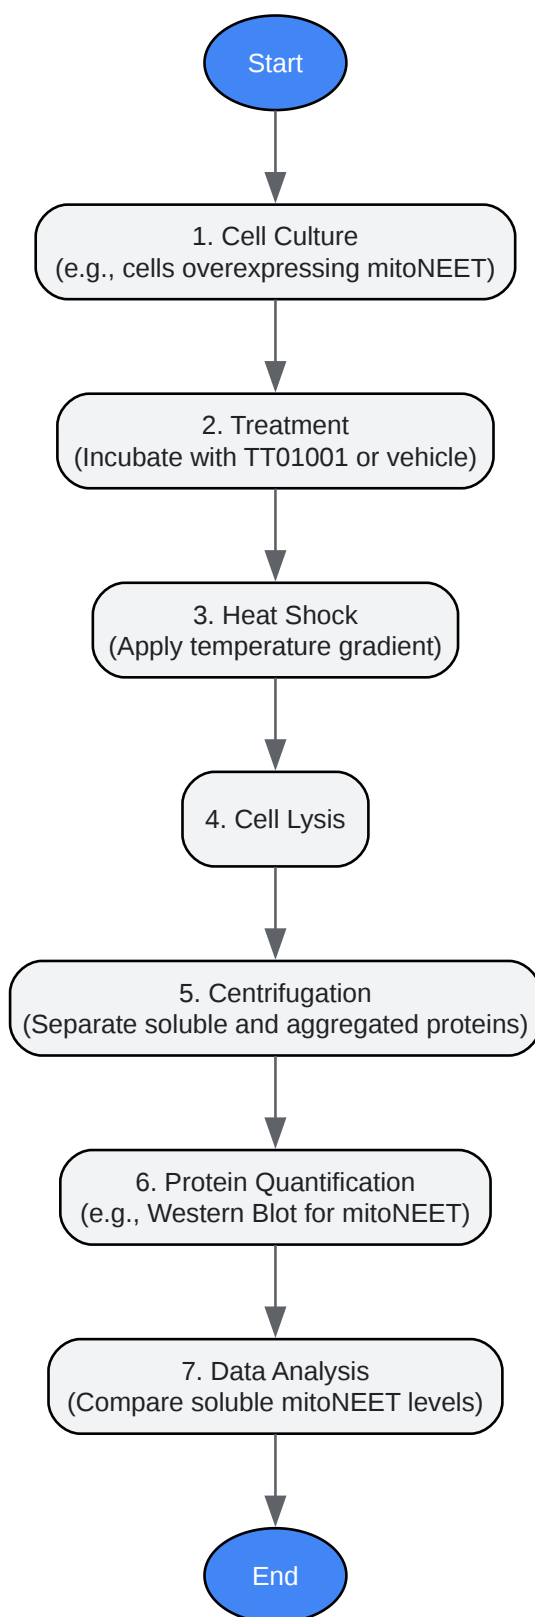 Start
1. Cell Culture
(e.g., cells overexpressing mitoNEET)
2. Treatment
(Incubate with TT01001 or vehicle)
3. Heat Shock
(Apply temperature gradient)
4. Cell Lysis
5. Centrifugation
(Separate soluble and aggregated proteins)
6. Protein Quantification
(e.g., Western Blot for mitoNEET)
7. Data Analysis
(Compare soluble mitoNEET levels)
End